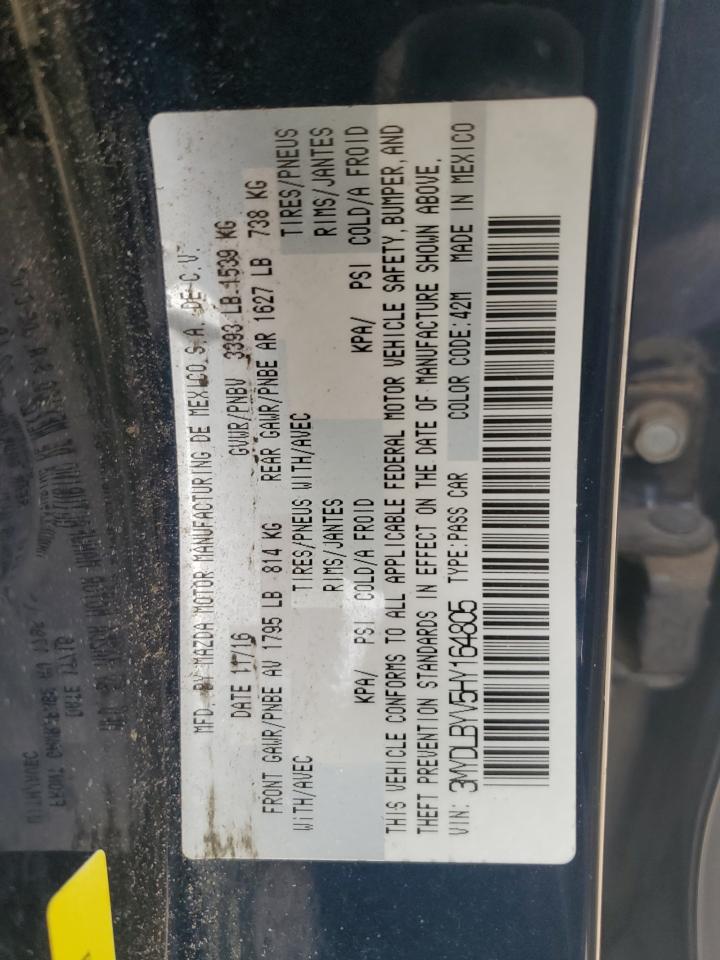 MFD. BY MAZDA MOTOR MANUFACTURING DE MEXICO,S.A. DE C.V.
DATE 11/16 GVWR/PNBV 3393 LB 1539 KG
FRONT GAWR/PNBE AV 1795 LB 814 KG REAR GAWR/PNBE AR 1627 LB 738 KG
WITH/AVEC TIRES/PNEUS WITH/AVEC TIRES/PNEUS
RIMS/JANTES RIMS/JANTES
KPA/ PSI COLD/A FROID KPA/ PSI COLD/A FROID
THIS VEHICLE CONFORMS TO ALL APPLICABLE FEDERAL MOTOR VEHICLE SAFETY,BUMPER,AND
THEFT PREVENTION STANDARDS IN EFFECT ON THE DATE OF MANUFACTURE SHOWN ABOVE.
VIN: 3MYDLBYV5HY164805 TYPE:PASS CAR COLOR CODE:42M MADE IN MEXICO